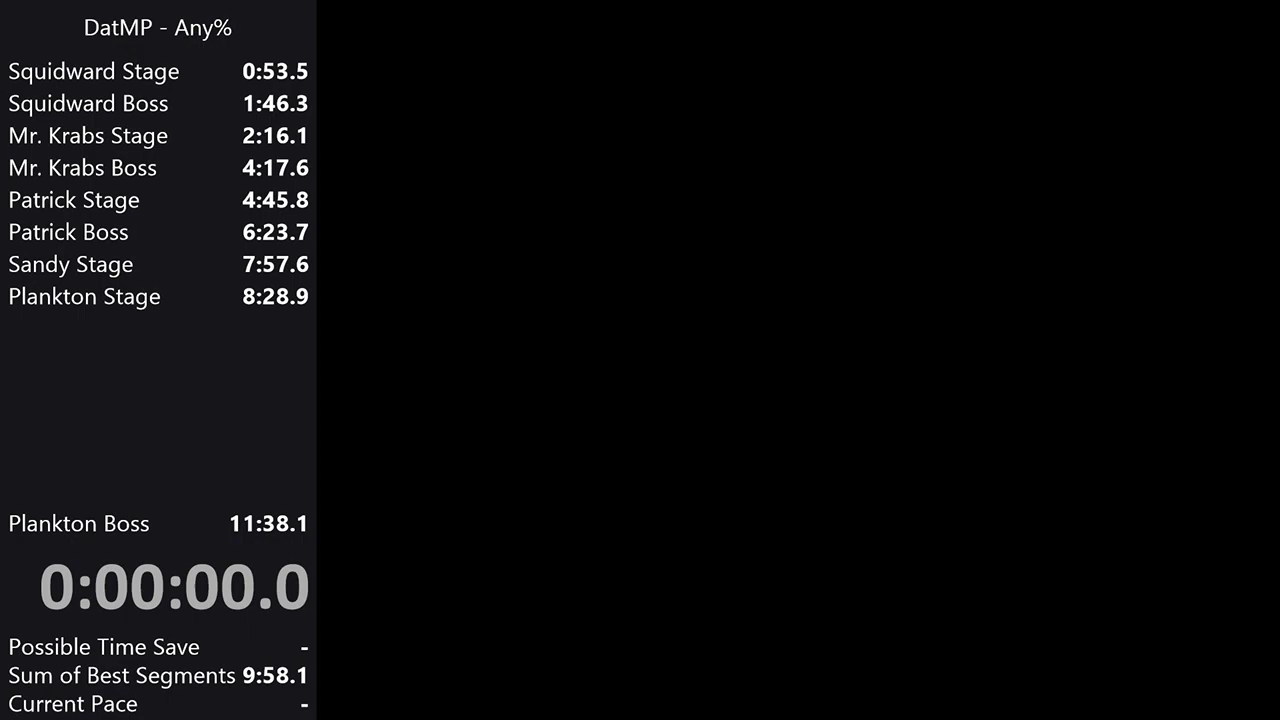 DatMP - Any%
Squidward Stage 0:53.5
Squidward Boss 1:46.3
Mr. Krabs Stage 2:16.1
Mr. Krabs Boss 4:17.6
Patrick Stage 4:45.8
Patrick Boss 6:23.7
Sandy Stage 7:57.6
Plankton Stage 8:28.9
Plankton Boss 11:38.1
0:00:00.0
Possible Time Save -
Sum of Best Segments 9:58.1
Current Pace -